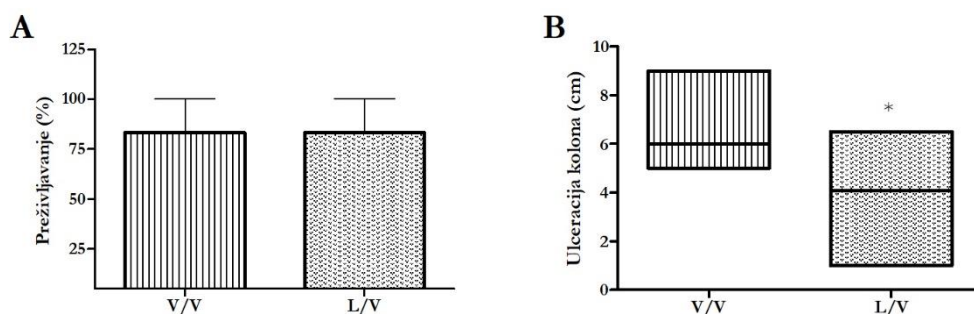 A
Preživljavanje (%)
125
100
75
50
25
V/V
L/V
B
Ulceracija kolona (cm)
10
8
6
4
2
0
*
V/V
L/V